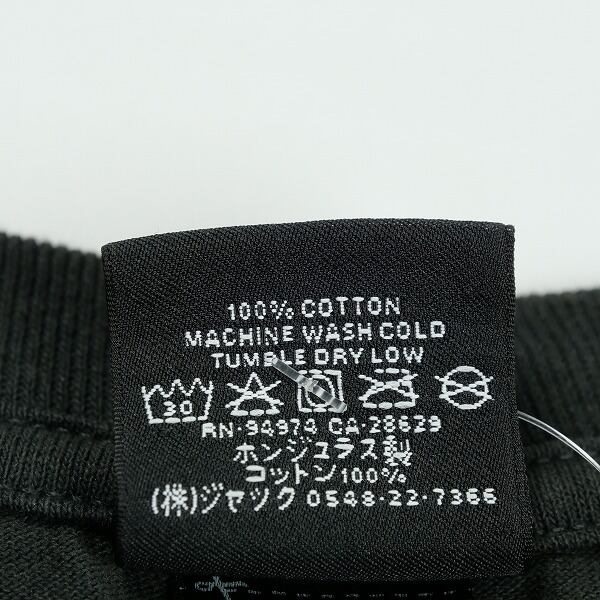 100% COTTON
MACHINE WASH COLD
TUMBLE DRY LOW
30
RN-94974 CA-28629
ホンジュラス製
コットン100%
(株)ジャック 0548-22-7366